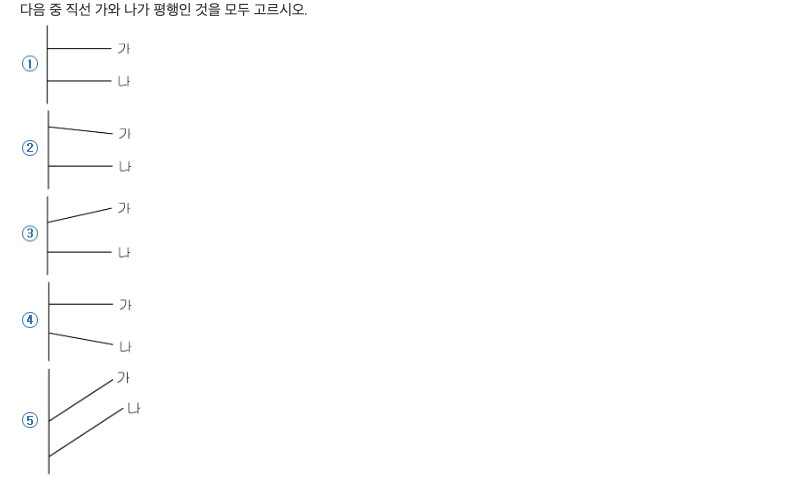 다음 중 직선 가와 나가 평행인 것을 모두 고르시오.
① 가
나
② 가
나
③ 가
나
④ 가
나
⑤ 가
나